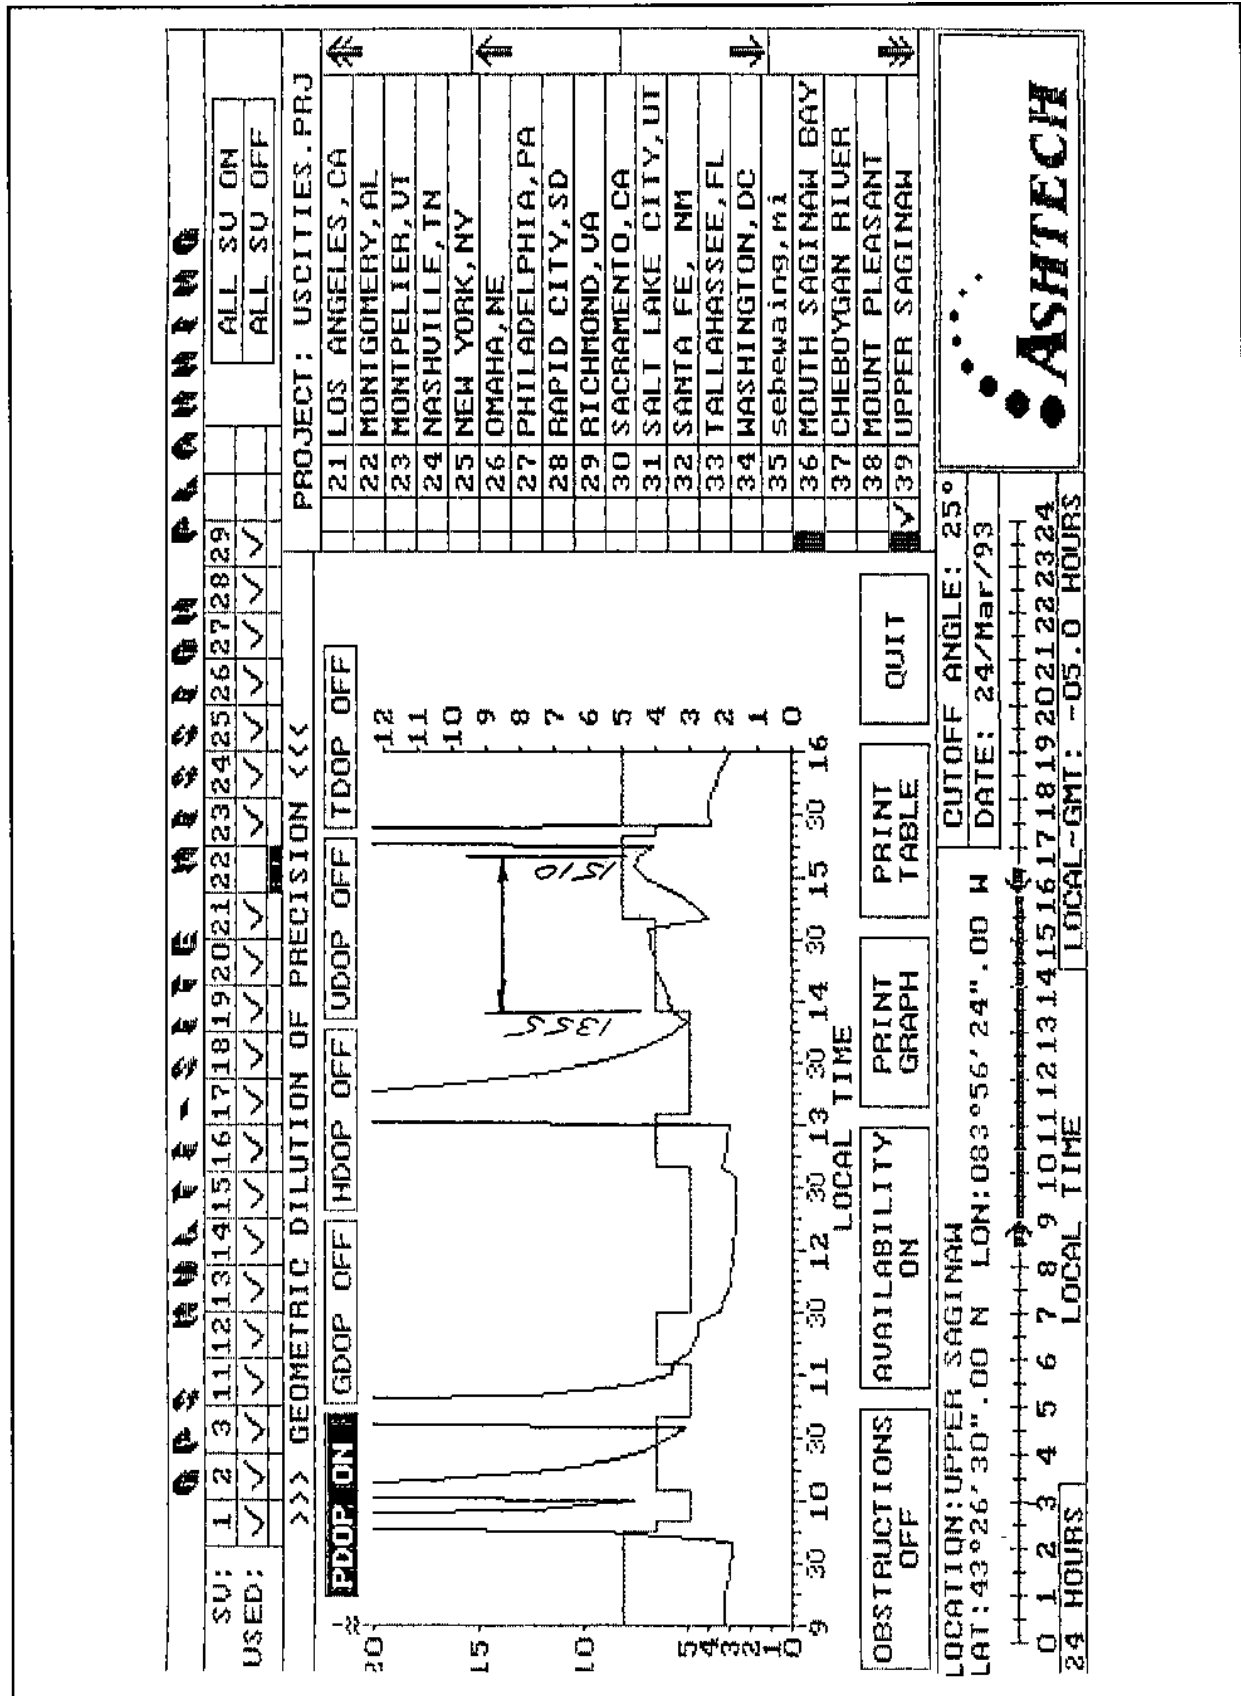 GPS MULTI-SITE MISSION PLANNING
SV: 1 2 3 11 12 13 14 15 16 17 18 19 20 21 22 23 24 25 26 27 28 29
USED:
ALL SV ON
ALL SV OFF
>>> GEOMETRIC DILUTION OF PRECISION <<<
PDOP ON
GDOP OFF
HDOP OFF
VDOP OFF
TDOP OFF
20
15
5
4
3
2
1
0
12
11
10
9
8
7
6
5
4
3
2
1
0
1355
1510
9 30 10 30 11 30 12 30 13 30 14 30 15 30 16
LOCAL TIME
OBSTRUCTIONS
OFF
AVAILABILITY
ON
PRINT
GRAPH
PRINT
TABLE
QUIT
PROJECT: USCITIES.PRJ
21 LOS ANGELES,CA
22 MONTGOMERY,AL
23 MONTPELIER,VT
24 NASHVILLE,TN
25 NEW YORK,NY
26 OMAHA,NE
27 PHILADELPHIA,PA
28 RAPID CITY,SD
29 RICHMOND,VA
30 SACRAMENTO,CA
31 SALT LAKE CITY,UT
32 SANTA FE, NM
33 TALLAHASSEE,FL
34 WASHINGTON,DC
35 sebewaing,mi
36 MOUTH SAGINAW BAY
37 CHEBOYGAN RIVER
38 MOUNT PLEASANT
39 UPPER SAGINAW
LOCATION:UPPER SAGINAW
LAT:43°26'30".00 N LON:083°56'24".00 W
CUTOFF ANGLE: 25°
DATE: 24/Mar/93
0 1 2 3 4 5 6 7 8 9 10 11 12 13 14 15 16 17 18 19 20 21 22 23 24
24 HOURS
LOCAL TIME
LOCAL-GMT: -05.0 HOURS
ASHTECH